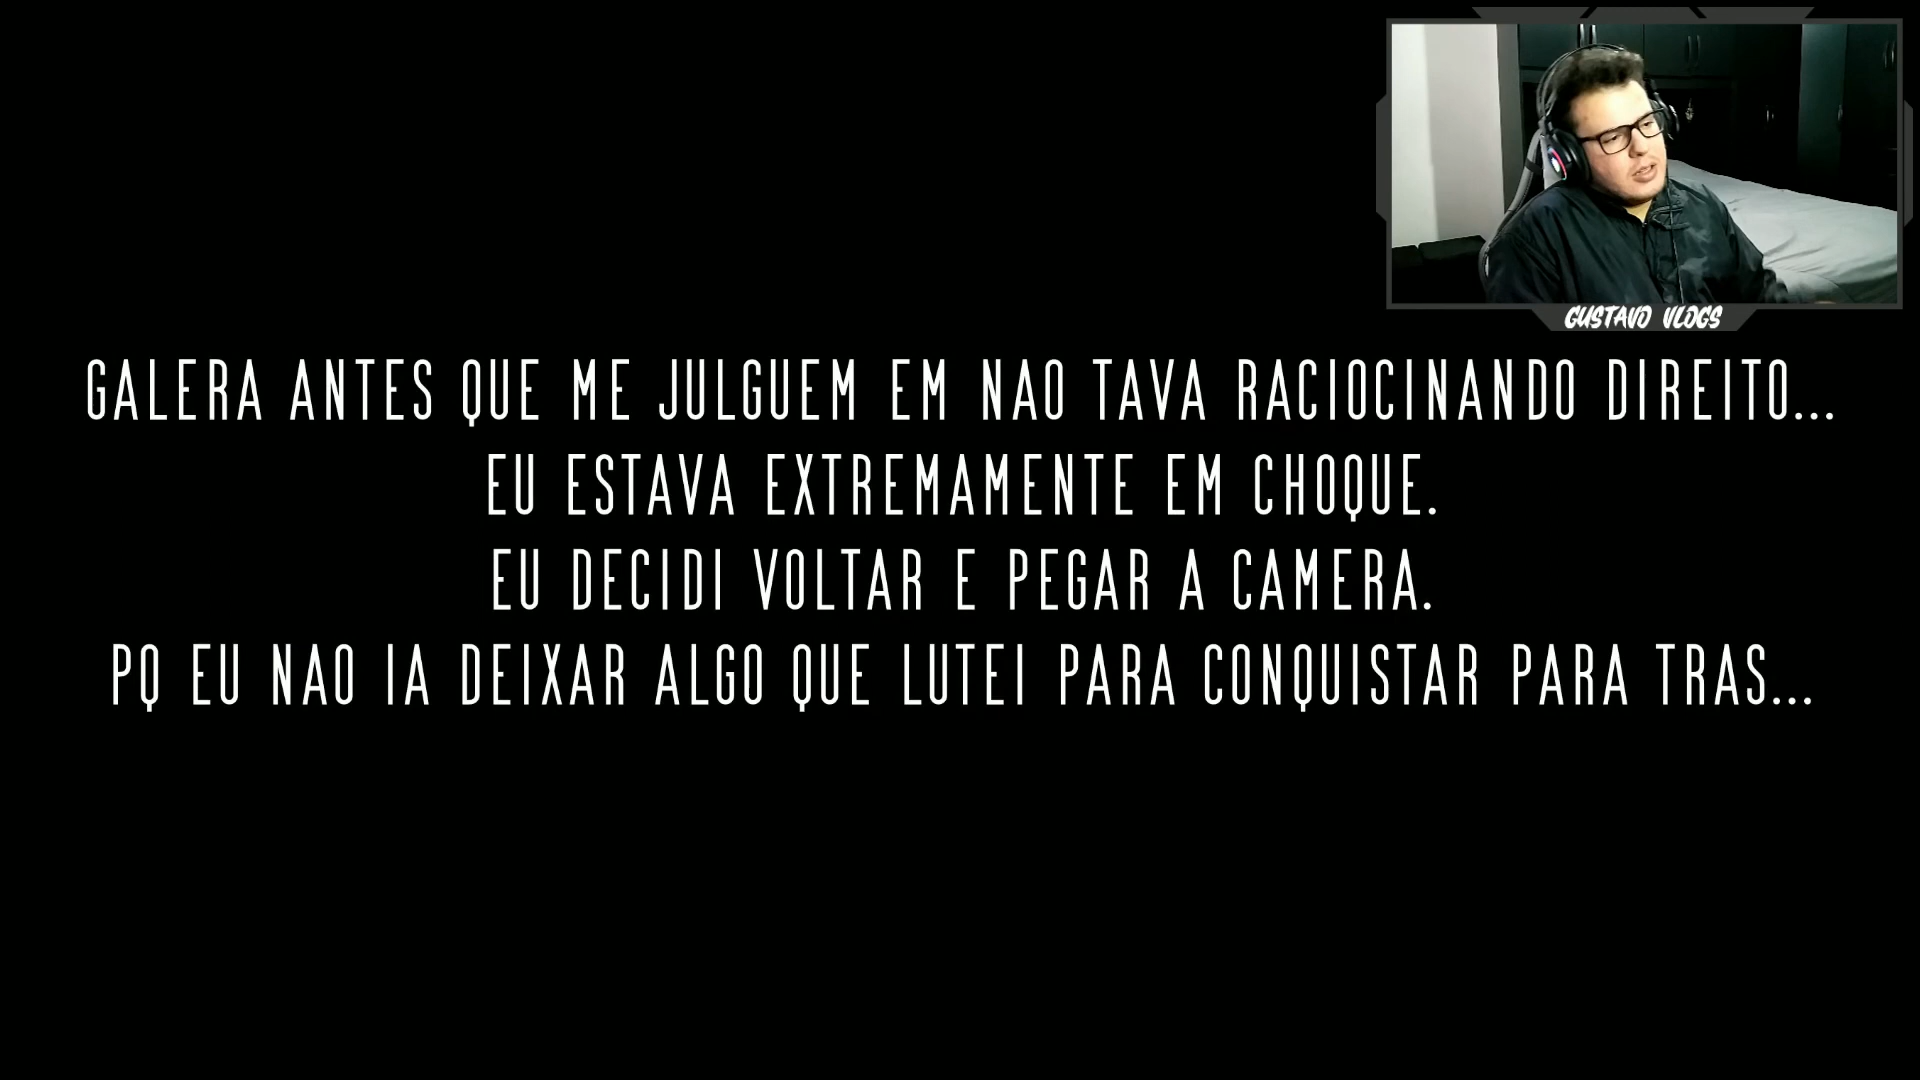 GUSTAVO VLOGS
GALERA ANTES QUE ME JULGUEM EM NAO TAVA RACIOCINANDO DIREITO...
EU ESTAVA EXTREMAMENTE EM CHOQUE.
EU DECIDI VOLTAR E PEGAR A CAMERA.
PQ EU NAO IA DEIXAR ALGO QUE LUTEI PARA CONQUISTAR PARA TRAS...